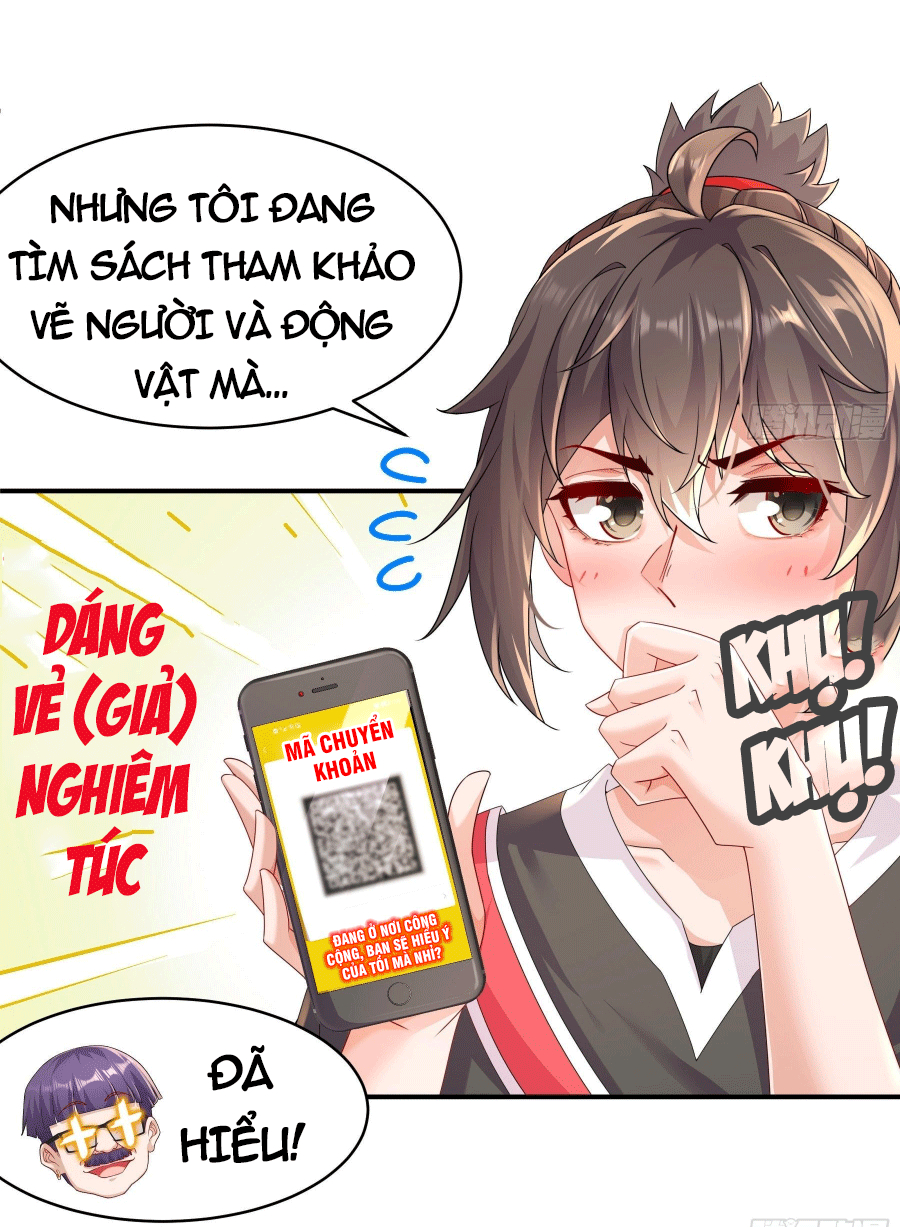 NHƯNG TÔI ĐANG
TÌM SÁCH THAM KHẢO
VẼ NGƯỜI VÀ ĐỘNG
VẬT MÀ...
DÁNG
VẺ (GIẢ)
NGHIÊM
TÚC
MÃ CHUYỂN
KHOẢN
ĐANG Ở NƠI CÔNG
CỘNG, BẠN SẼ HIỂU Ý
CỦA TÔI MÀ NHỈ?
KHỤ!
KHỤ!
ĐÃ
HIỂU!